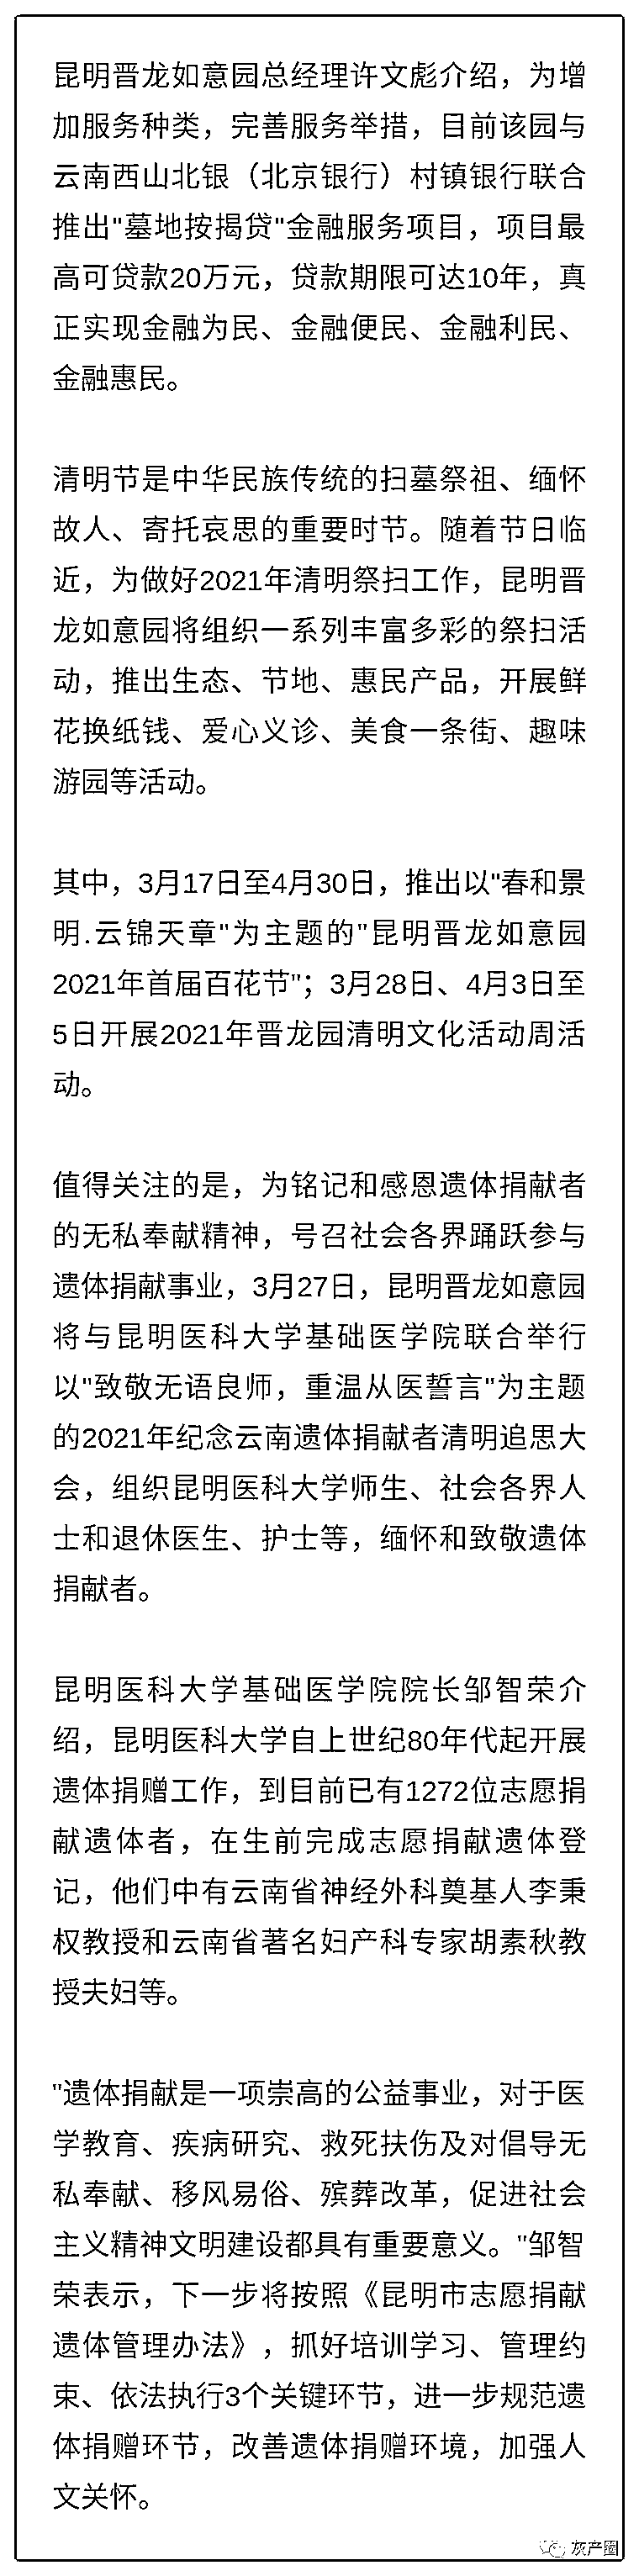 昆明晋龙如意园总经理许文彪介绍，为增
加服务种类，完善服务举措，目前该园与
云南西山北银（北京银行）村镇银行联合
推出"墓地按揭贷"金融服务项目，项目最
高可贷款20万元，贷款期限可达10年，真
正实现金融为民、金融便民、金融利民、
金融惠民。
清明节是中华民族传统的扫墓祭祖、缅怀
故人、寄托哀思的重要时节。随着节日临
近，为做好2021年清明祭扫工作，昆明晋
龙如意园将组织一系列丰富多彩的祭扫活
动，推出生态、节地、惠民产品，开展鲜
花换纸钱、爱心义诊、美食一条街、趣味
游园等活动。
其中，3月17日至4月30日，推出以"春和景
明.云锦天章"为主题的"昆明晋龙如意园
2021年首届百花节"；3月28日、4月3日至
5日开展2021年晋龙园清明文化活动周活
动。
值得关注的是，为铭记和感恩遗体捐献者
的无私奉献精神，号召社会各界踊跃参与
遗体捐献事业，3月27日，昆明晋龙如意园
将与昆明医科大学基础医学院联合举行
以"致敬无语良师，重温从医誓言"为主题
的2021年纪念云南遗体捐献者清明追思大
会，组织昆明医科大学师生、社会各界人
士和退休医生、护士等，缅怀和致敬遗体
捐献者。
昆明医科大学基础医学院院长邹智荣介
绍，昆明医科大学自上世纪80年代起开展
遗体捐赠工作，到目前已有1272位志愿捐
献遗体者，在生前完成志愿捐献遗体登
记，他们中有云南省神经外科奠基人李秉
权教授和云南省著名妇产科专家胡素秋教
授夫妇等。
"遗体捐献是一项崇高的公益事业，对于医
学教育、疾病研究、救死扶伤及对倡导无
私奉献、移风易俗、殡葬改革，促进社会
主义精神文明建设都具有重要意义。"邹智
荣表示，下一步将按照《昆明市志愿捐献
遗体管理办法》，抓好培训学习、管理约
束、依法执行3个关键环节，进一步规范遗
体捐赠环节，改善遗体捐赠环境，加强人
文关怀。
灰产圈